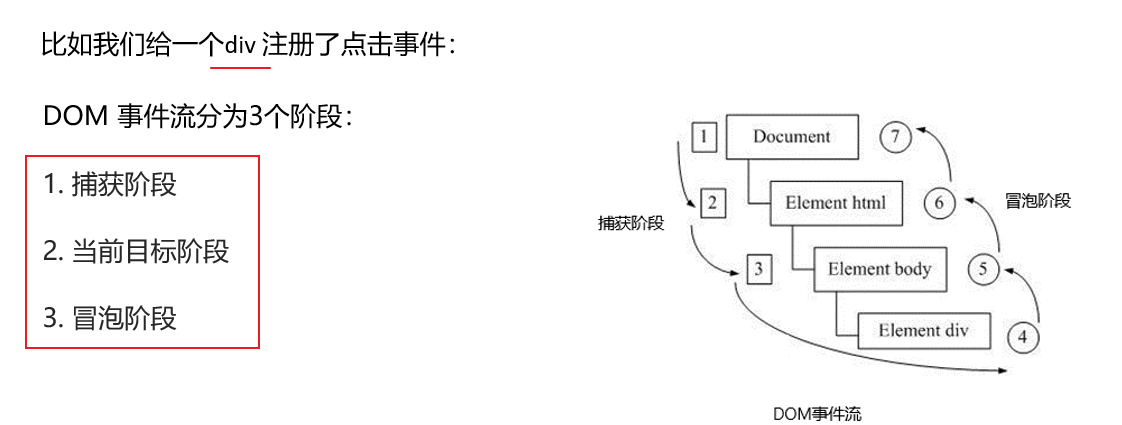 比如我们给一个div 注册了点击事件：
DOM 事件流分为3个阶段：
1. 捕获阶段
2. 当前目标阶段
3. 冒泡阶段
1
Document
7
2
Element html
6
冒泡阶段
捕获阶段
3
Element body
5
Element div
4
DOM事件流